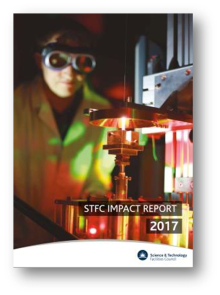 STFC IMPACT REPORT
2017
Science & Technology
Facilities Council